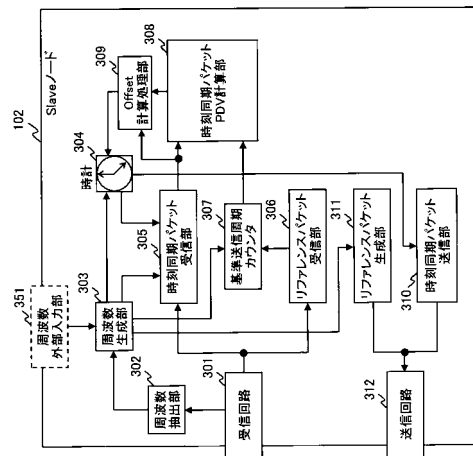 102
Slaveノード
351
周波数
外部入力部
303
周波数
生成部
302
周波数
抽出部
301
受信回路
304
時計
305
時刻同期パケット
受信部
309
Offset
計算処理部
308
時刻同期パケット
PDV計算部
307
基準送信周期
カウンタ
306
リファレンスパケット
受信部
311
リファレンスパケット
生成部
310
時刻同期パケット
送信部
312
送信回路